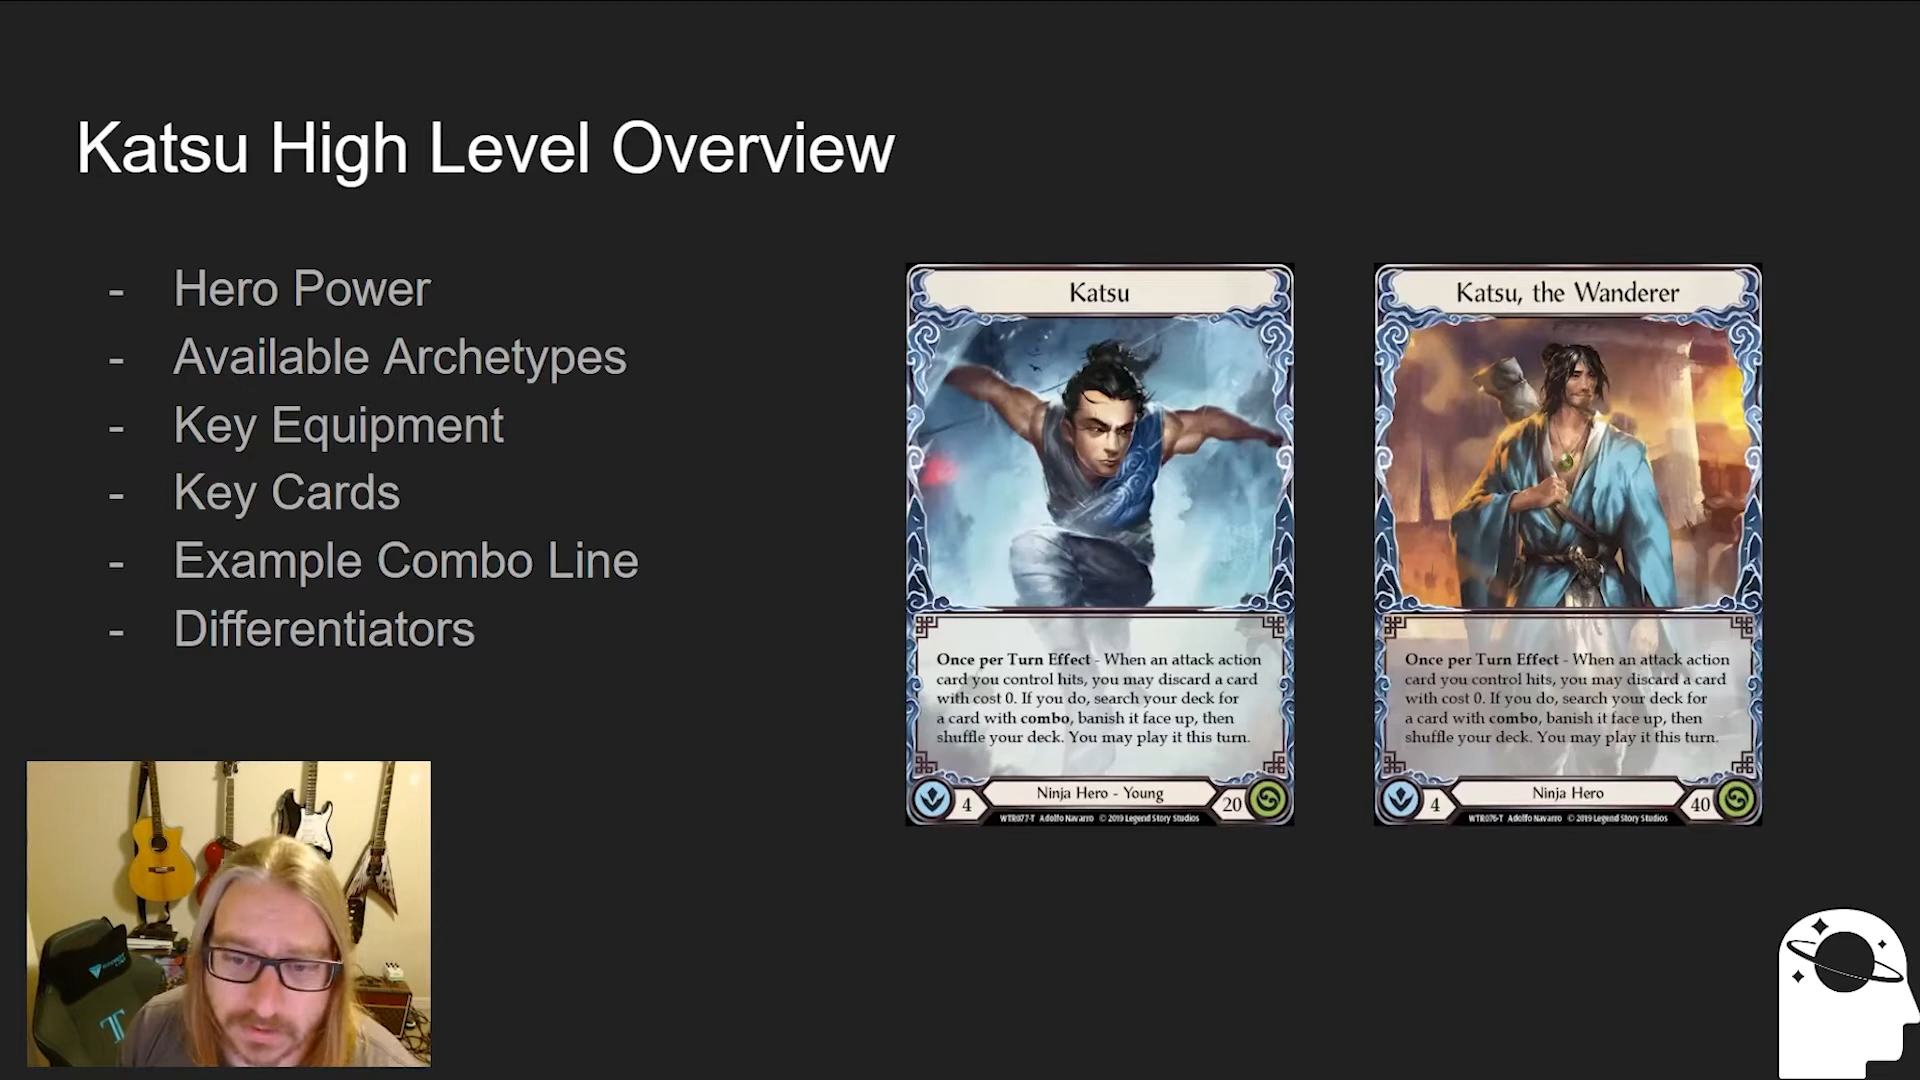 Katsu High Level Overview
- Hero Power
- Available Archetypes
- Key Equipment
- Key Cards
- Example Combo Line
- Differentiators
Katsu
Once per Turn Effect - When an attack action
card you control hits, you may discard a card
with cost 0. If you do, search your deck for
a card with combo, banish it face up, then
shuffle your deck. You may play it this turn.
4
Ninja Hero - Young
20
WTR077-T Adolfo Navarro © 2019 Legend Story Studios
Katsu, the Wanderer
Once per Turn Effect - When an attack action
card you control hits, you may discard a card
with cost 0. If you do, search your deck for
a card with combo, banish it face up, then
shuffle your deck. You may play it this turn.
4
Ninja Hero
40
WTR076-T Adolfo Navarro © 2019 Legend Story Studios